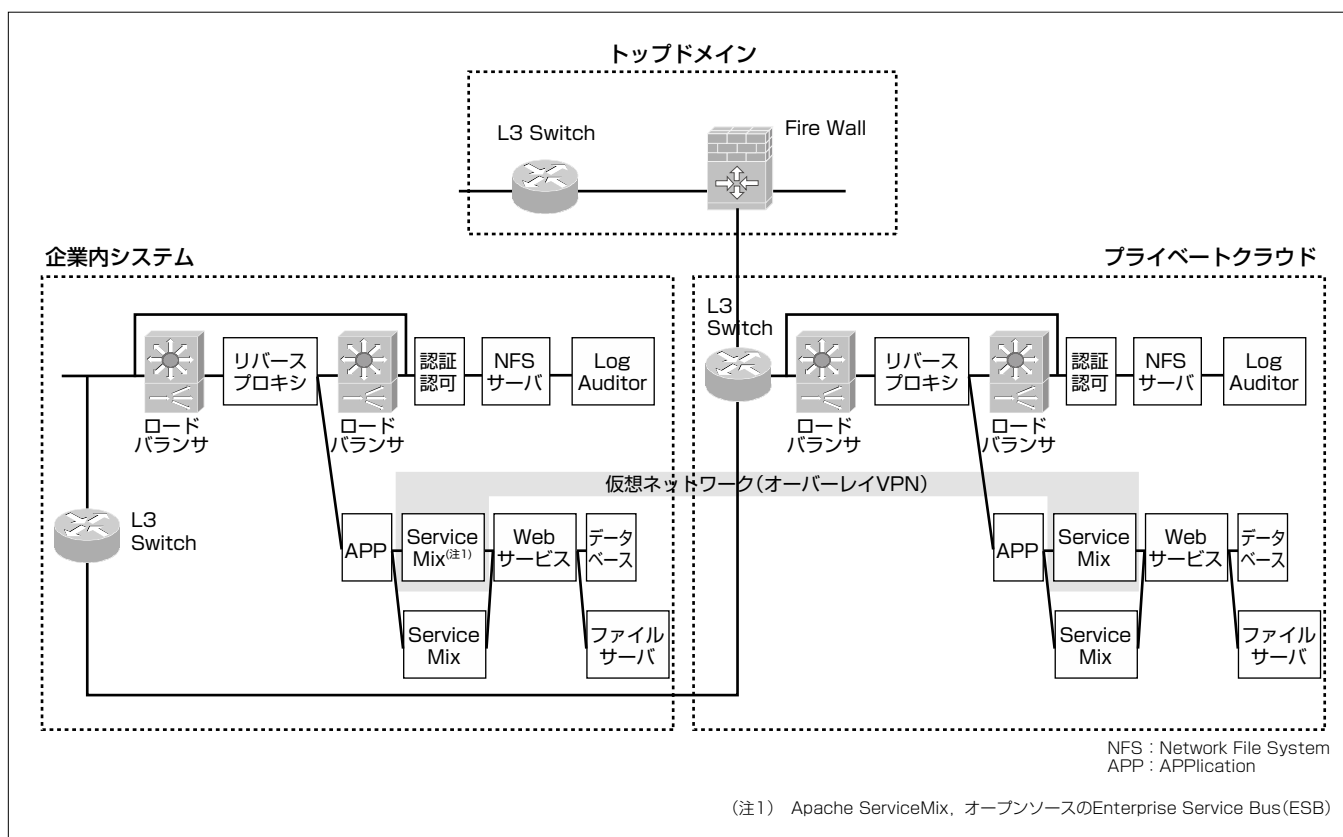 トップドメイン
L3 Switch
Fire Wall
企業内システム
プライベートクラウド
リバース
プロキシ
認証
認可
NFS
サーバ
Log
Auditor
ロード
バランサ
ロード
バランサ
L3
Switch
リバース
プロキシ
認証
認可
NFS
サーバ
Log
Auditor
ロード
バランサ
ロード
バランサ
仮想ネットワーク(オーバーレイVPN)
L3
Switch
APP
Service
Mix(注1)
Web
サービス
データ
ベース
Service
Mix
ファイル
サーバ
APP
Service
Mix
Web
サービス
データ
ベース
Service
Mix
ファイル
サーバ
NFS：Network File System
APP：APPlication
(注1) Apache ServiceMix，オープンソースのEnterprise Service Bus(ESB)